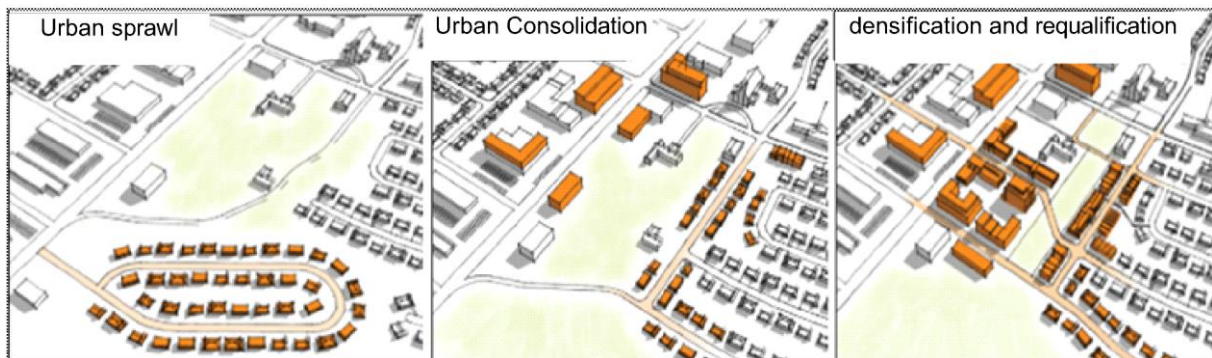 Urban sprawl
Urban Consolidation
densification and requalification